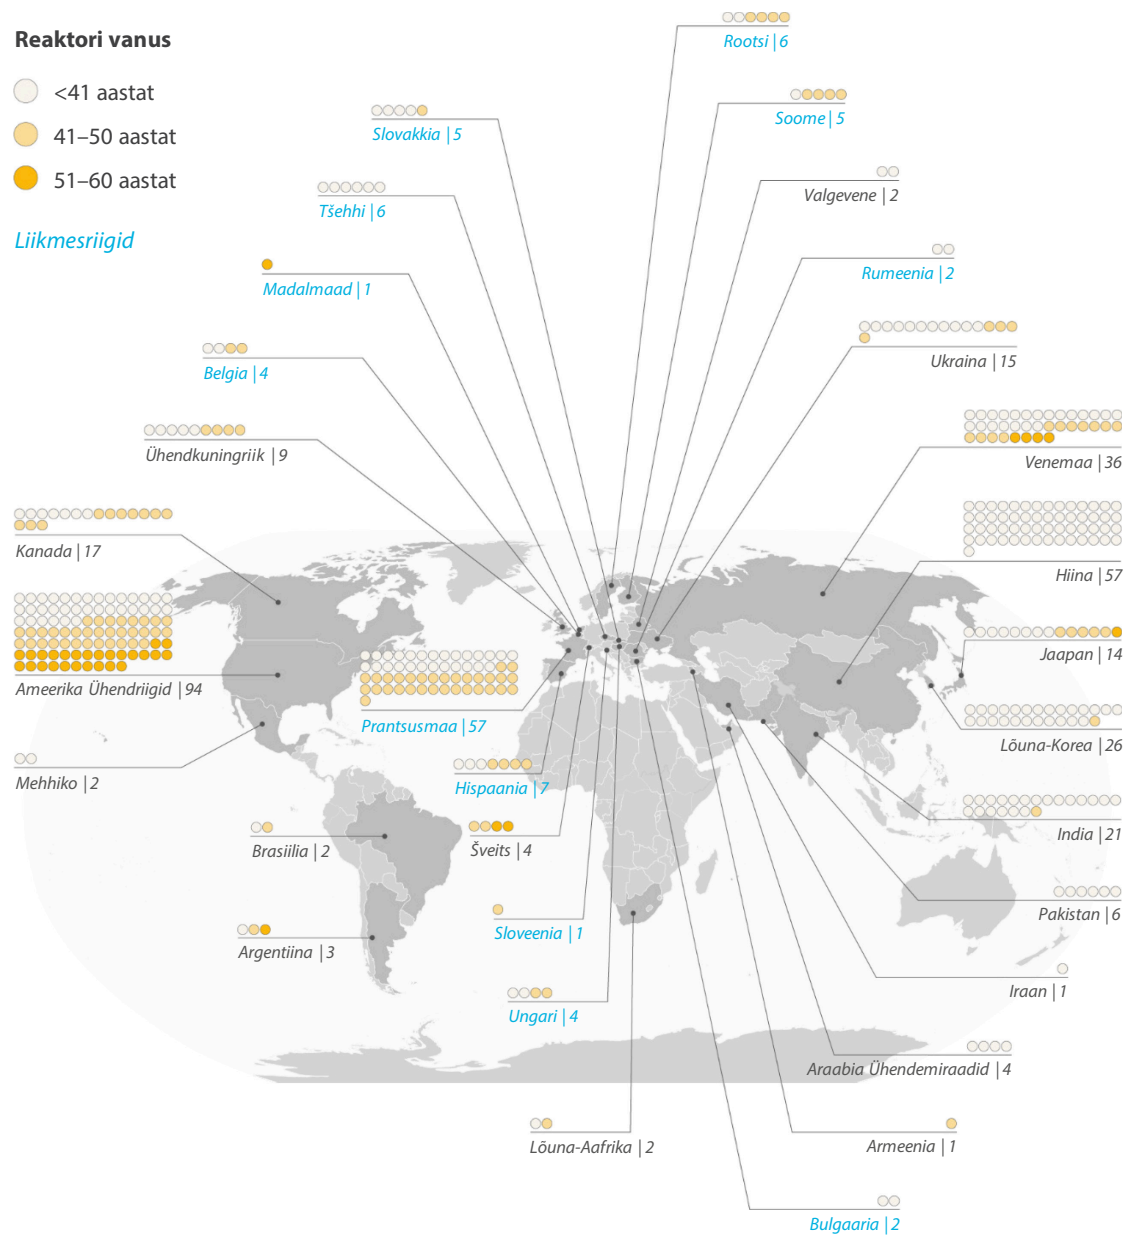 Reaktori vanus
<41 aastat
41–50 aastat
51–60 aastat
Liikmesriigid
Rootsi | 6
Soome | 5
Slovakkia | 5
Valgevene | 2
Tšehhi | 6
Rumeenia | 2
Madalmaad | 1
Ukraina | 15
Belgia | 4
Ühendkuningriik | 9
Venemaa | 36
Kanada | 17
Hiina | 57
Jaapan | 14
Ameerika Ühendriigid | 94
Prantsusmaa | 57
Lõuna-Korea | 26
Mehhiko | 2
Hispaania | 7
India | 21
Brasiilia | 2
Šveits | 4
Pakistan | 6
Sloveenia | 1
Argentiina | 3
Iraan | 1
Ungari | 4
Araabia Ühendemiraadid | 4
Lõuna-Aafrika | 2
Armeenia | 1
Bulgaaria | 2